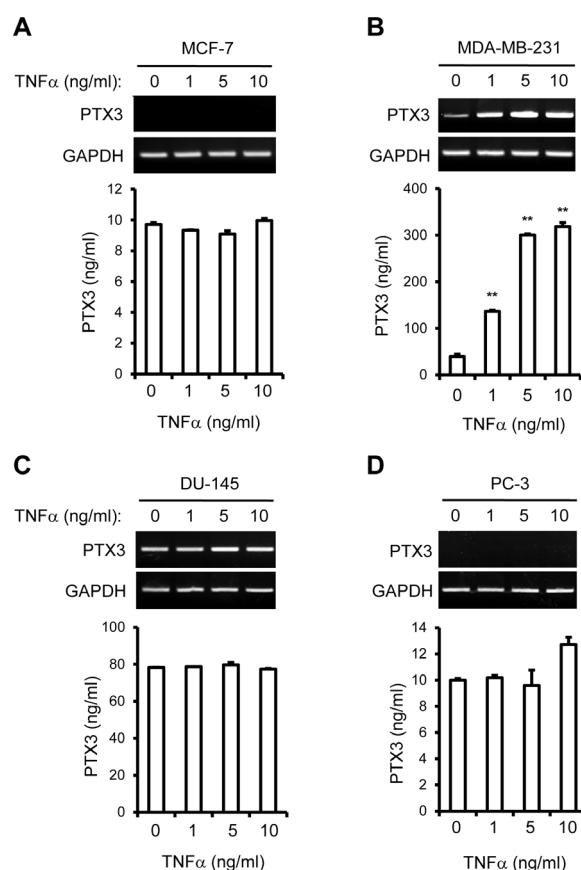 A
MCF-7
TNFα (ng/ml): 0 1 5 10
PTX3
GAPDH
12
10
8
6
4
2
0
PTX3 (ng/ml)
0 1 5 10
TNFα (ng/ml)
B
MDA-MB-231
0 1 5 10
PTX3
GAPDH
400
300
200
100
0
PTX3 (ng/ml)
**
**
**
0 1 5 10
TNFα (ng/ml)
C
DU-145
TNFα (ng/ml): 0 1 5 10
PTX3
GAPDH
100
80
60
40
20
0
PTX3 (ng/ml)
0 1 5 10
TNFα (ng/ml)
D
PC-3
0 1 5 10
PTX3
GAPDH
14
12
10
8
6
4
2
0
PTX3 (ng/ml)
0 1 5 10
TNFα (ng/ml)